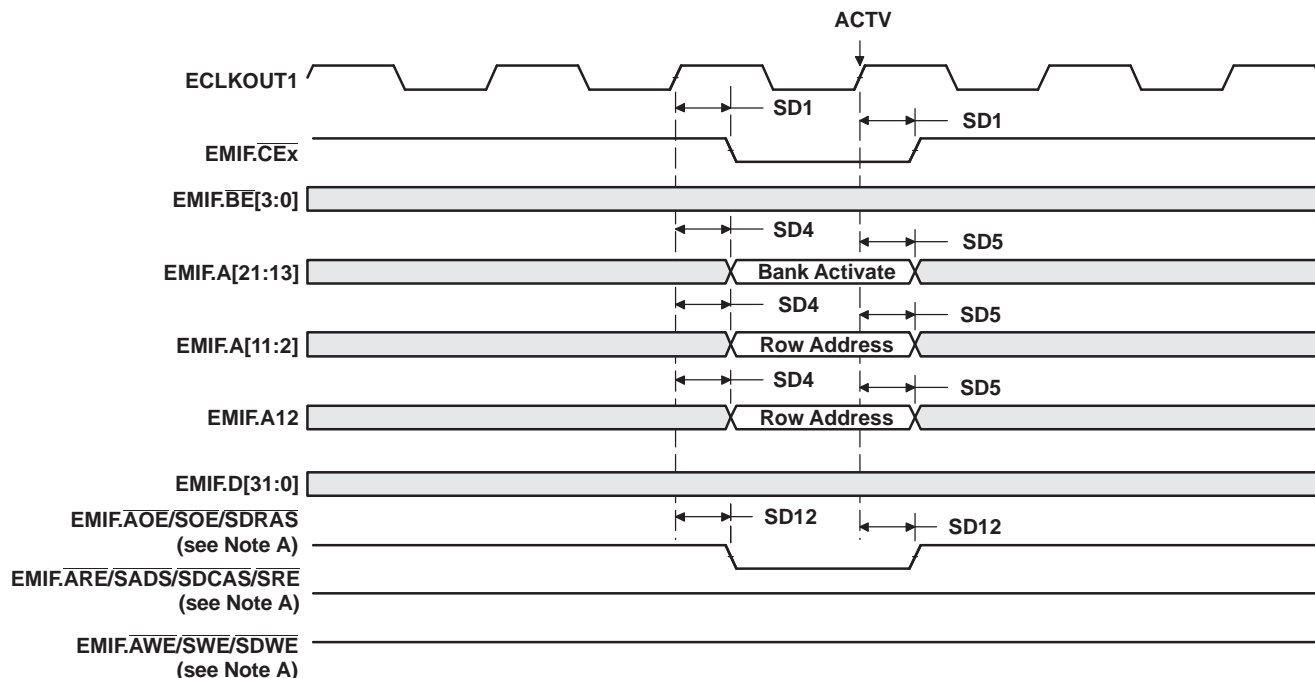 ACTV
ECLKOUT1
SD1
SD1
EMIF.CEx
EMIF.BE[3:0]
SD4
SD5
EMIF.A[21:13]
Bank Activate
SD4
SD5
EMIF.A[11:2]
Row Address
SD4
SD5
EMIF.A12
Row Address
EMIF.D[31:0]
EMIF.AOE/SOE/SDRAS
(see Note A)
SD12
SD12
EMIF.ARE/SADS/SDCAS/SRE
(see Note A)
EMIF.AWE/SWE/SDWE
(see Note A)